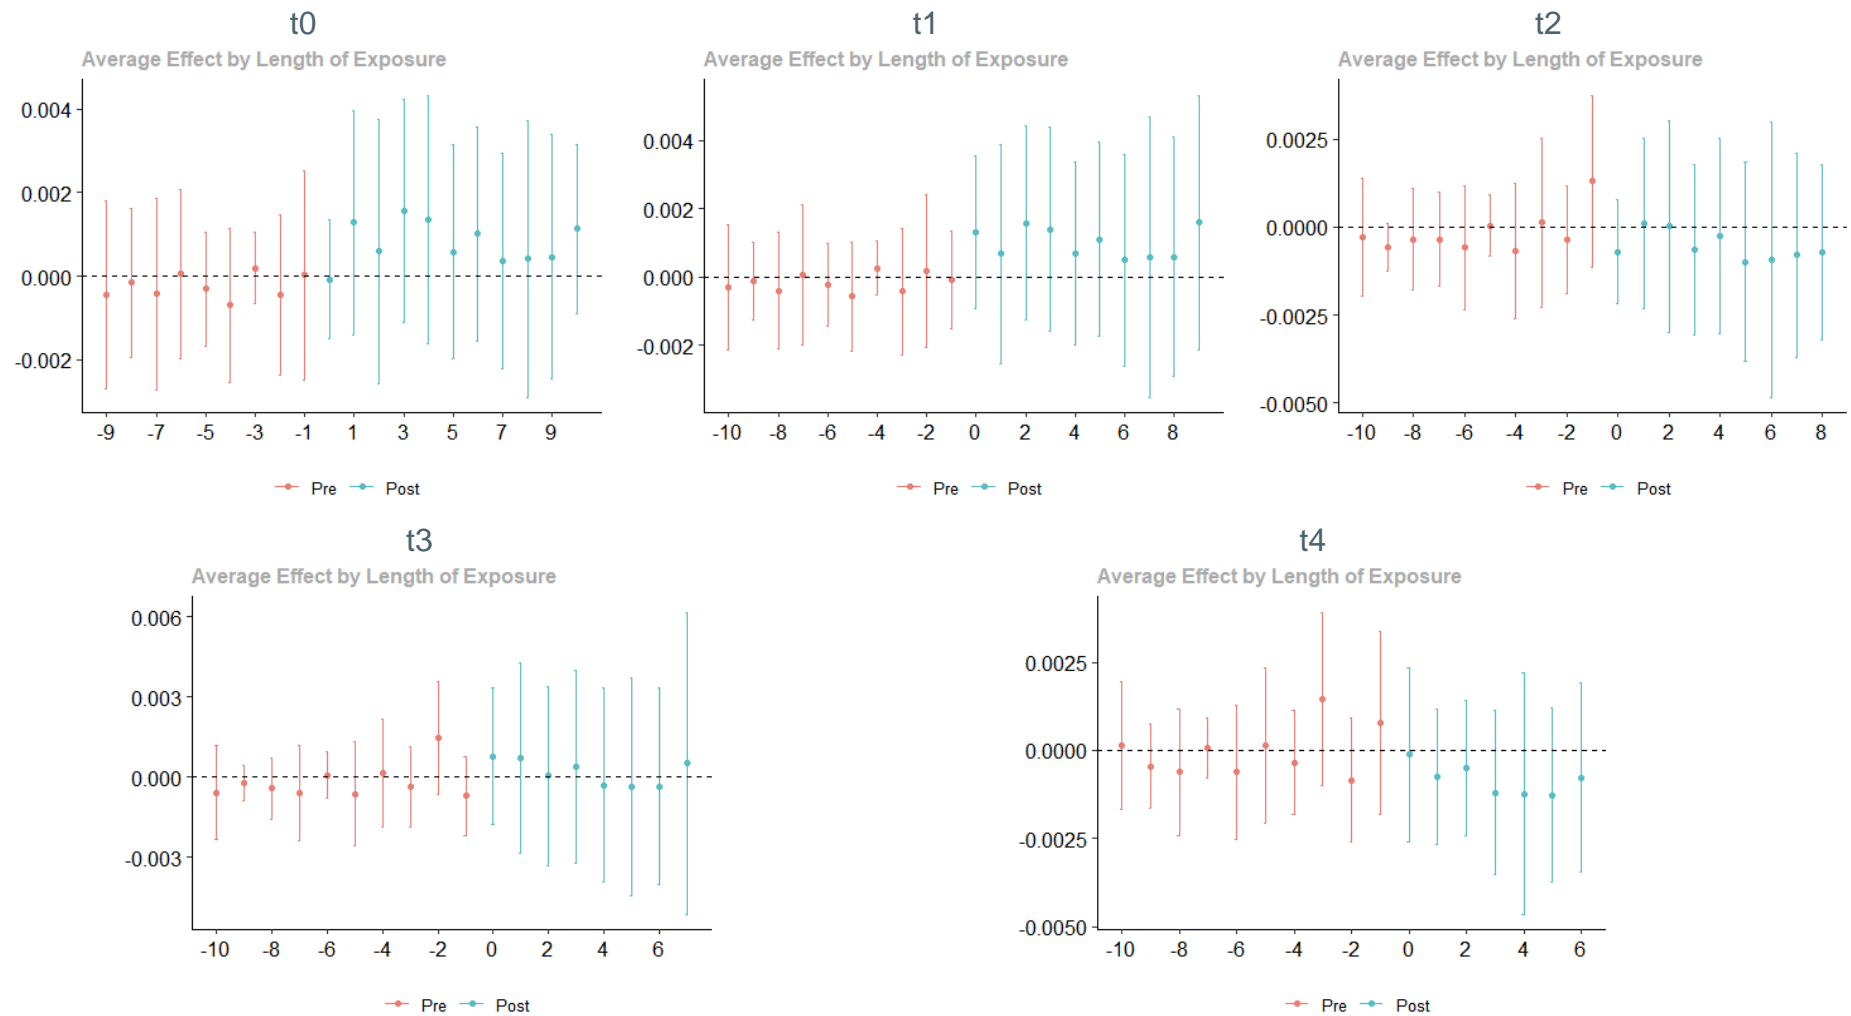 t0
Average Effect by Length of Exposure
0.004
0.002
0.000
-0.002
-9 -7 -5 -3 -1 1 3 5 7 9
Pre Post
t1
Average Effect by Length of Exposure
0.004
0.002
0.000
-0.002
-10 -8 -6 -4 -2 0 2 4 6 8
Pre Post
t2
Average Effect by Length of Exposure
0.0025
0.0000
-0.0025
-0.0050
-10 -8 -6 -4 -2 0 2 4 6 8
Pre Post
t3
Average Effect by Length of Exposure
0.006
0.003
0.000
-0.003
-10 -8 -6 -4 -2 0 2 4 6
Pre Post
t4
Average Effect by Length of Exposure
0.0025
0.0000
-0.0025
-0.0050
-10 -8 -6 -4 -2 0 2 4 6
Pre Post